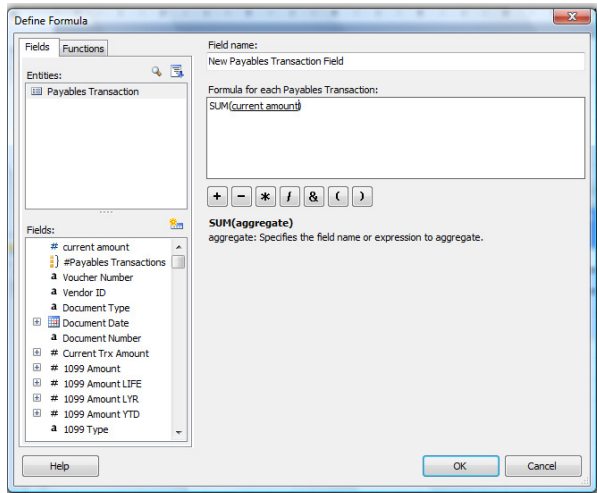 Define Formula
Fields Functions
Entities:
Payables Transaction
Fields:
# current amount
#Payables Transactions
a Voucher Number
a Vendor ID
a Document Type
Document Date
a Document Number
# Current Trx Amount
# 1099 Amount
# 1099 Amount LIFE
# 1099 Amount LYR
# 1099 Amount YTD
a 1099 Type
Field name:
New Payables Transaction Field
Formula for each Payables Transaction:
SUM(current amount)
+ - * / & ( )
SUM(aggregate)
aggregate: Specifies the field name or expression to aggregate.
Help OK Cancel